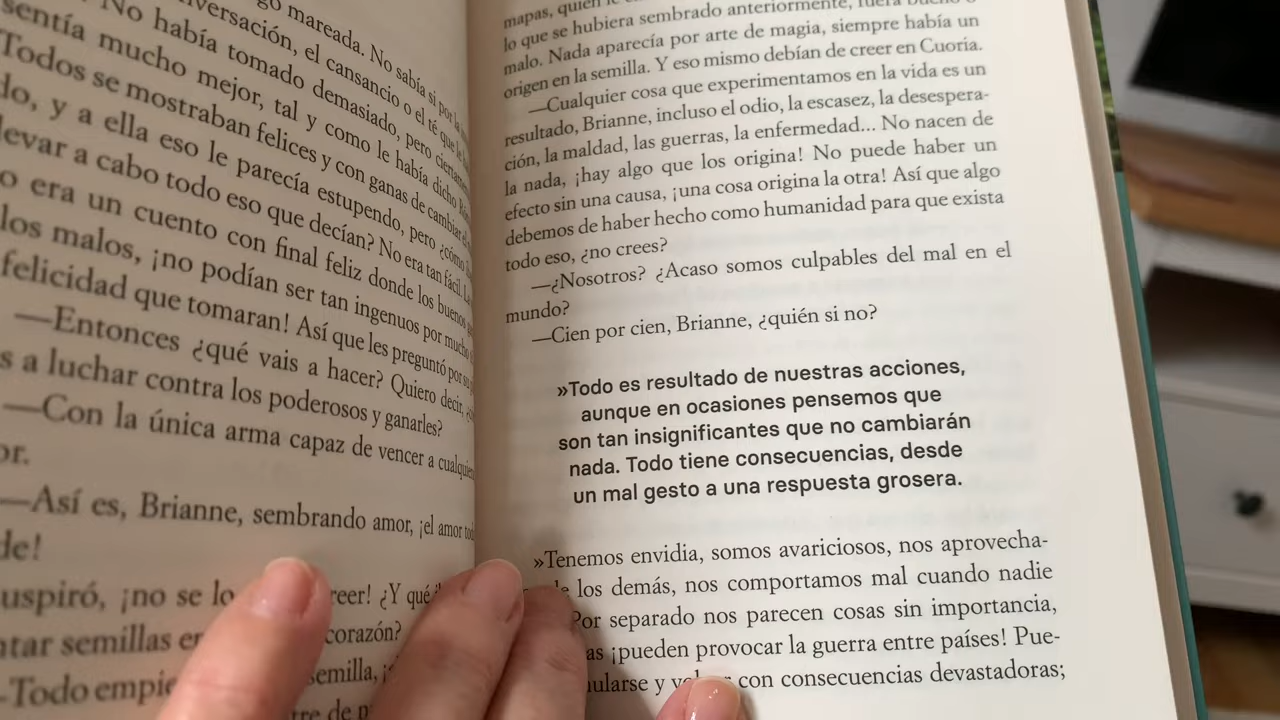 go mareada. No sabía si por la
versación, el cansancio o el té que le
No había tomado demasiado, pero
sentía mucho mejor, tal y como le había dicho
Todos se mostraban felices y con ganas de cambiar el
do, y a ella eso le parecía estupendo, pero ¿cómo
levar a cabo todo eso que decían? No era tan fácil. La
o era un cuento con final feliz donde los buenos
los malos, ¡no podían ser tan ingenuos por mucho
felicidad que tomaran! Así que les preguntó por su
—Entonces ¿qué vais a hacer? Quiero decir,
s a luchar contra los poderosos y ganarles?
—Con la única arma capaz de vencer a
or.
—Así es, Brianne, sembrando amor, ¡el amor
de!
uspiró, ¡no se lo reer! ¿Y qué
ntar semillas en corazón?
semilla,
-Todo empie
tre de
mapas, quien le
lo que se hubiera sembrado anteriormente, fuera bueno o
malo. Nada aparecía por arte de magia, siempre había un
origen en la semilla. Y eso mismo debían de creer en Cuoría.
—Cualquier cosa que experimentamos en la vida es un
resultado, Brianne, incluso el odio, la escasez, la desespera-
ción, la maldad, las guerras, la enfermedad... No nacen de
la nada, ¡hay algo que los origina! No puede haber un
efecto sin una causa, ¡una cosa origina la otra! Así que algo
debemos de haber hecho como humanidad para que exista
todo eso, ¿no crees?
—¿Nosotros? ¿Acaso somos culpables del mal en el
mundo?
—Cien por cien, Brianne, ¿quién si no?
»Todo es resultado de nuestras acciones,
aunque en ocasiones pensemos que
son tan insignificantes que no cambiarán
nada. Todo tiene consecuencias, desde
un mal gesto a una respuesta grosera.
»Tenemos envidia, somos avariciosos, nos aprovecha-
los demás, nos comportamos mal cuando nadie
Por separado nos parecen cosas sin importancia,
as ¡pueden provocar la guerra entre países! Pue-
ularse y con consecuencias devastadoras;